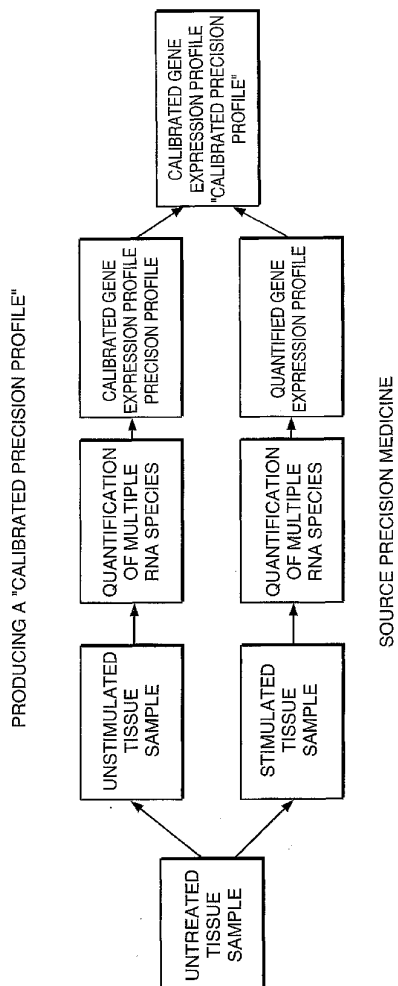 PRODUCING A "CALIBRATED PRECISION PROFILE"
UNTREATED
TISSUE
SAMPLE
UNSTIMULATED
TISSUE
SAMPLE
QUANTIFICATION
OF MULTIPLE
RNA SPECIES
CALIBRATED GENE
EXPRESSION PROFILE
PRECISON PROFILE
STIMULATED
TISSUE
SAMPLE
QUANTIFICATION
OF MULTIPLE
RNA SPECIES
QUANTIFIED GENE
EXPRESSION PROFILE
CALIBRATED GENE
EXPRESSION PROFILE
"CALIBRATED PRECISION
PROFILE"
SOURCE PRECISION MEDICINE